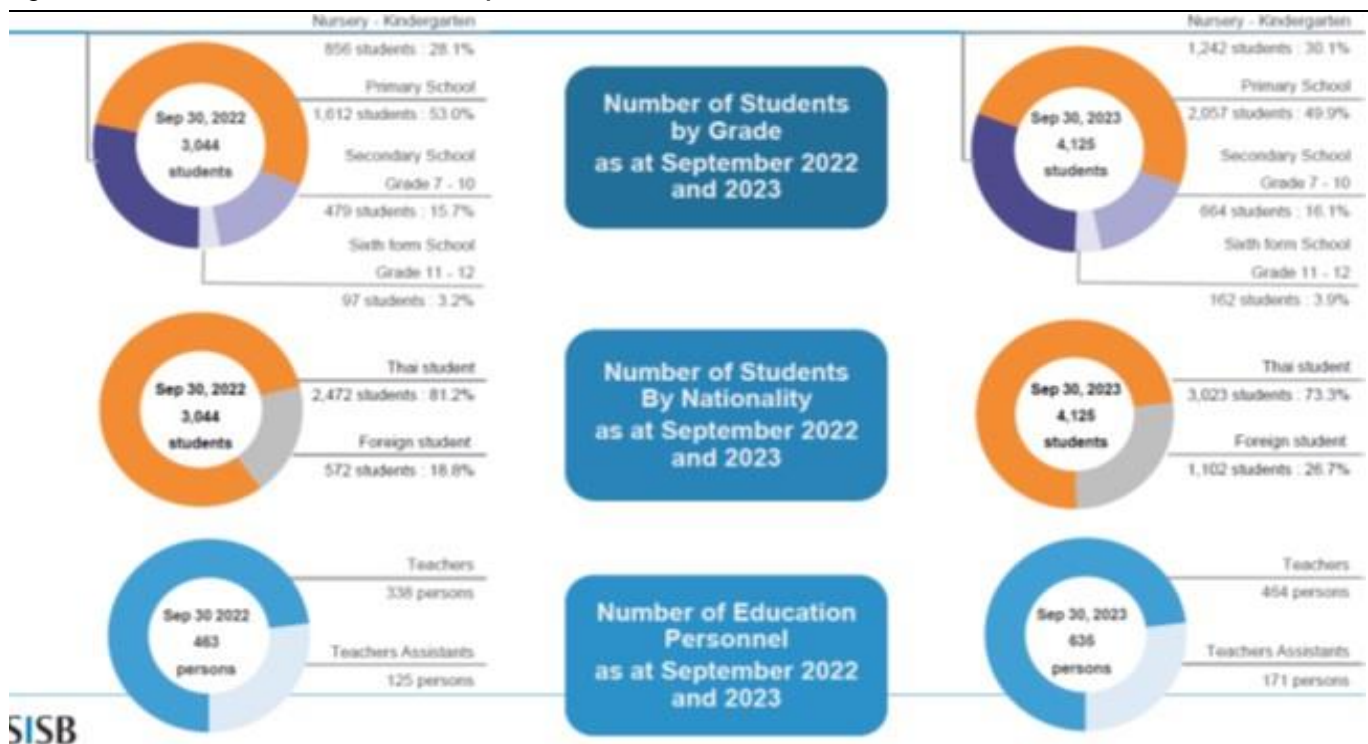 Nursery - Kindergarten
856 students : 28.1%
Primary School
1,612 students : 53.0%
Secondary School
Grade 7 - 10
479 students : 15.7%
Sixth form School
Grade 11 - 12
97 students : 3.2%
Sep 30, 2022
3,044
students
Number of Students
by Grade
as at September 2022
and 2023
Nursery - Kindergarten
1,242 students : 30.1%
Primary School
2,057 students : 49.9%
Secondary School
Grade 7 - 10
664 students : 16.1%
Sixth form School
Grade 11 - 12
162 students : 3.9%
Sep 30, 2023
4,125
students
Sep 30, 2022
3,044
students
Thai student
2,472 students : 81.2%
Foreign student
572 students : 18.8%
Number of Students
By Nationality
as at September 2022
and 2023
Sep 30, 2023
4,125
students
Thai student
3,023 students : 73.3%
Foreign student
1,102 students : 26.7%
Sep 30 2022
463
persons
Teachers
338 persons
Teachers Assistants
125 persons
Number of Education
Personnel
as at September 2022
and 2023
Sep 30, 2023
635
persons
Teachers
464 persons
Teachers Assistants
171 persons
SISB